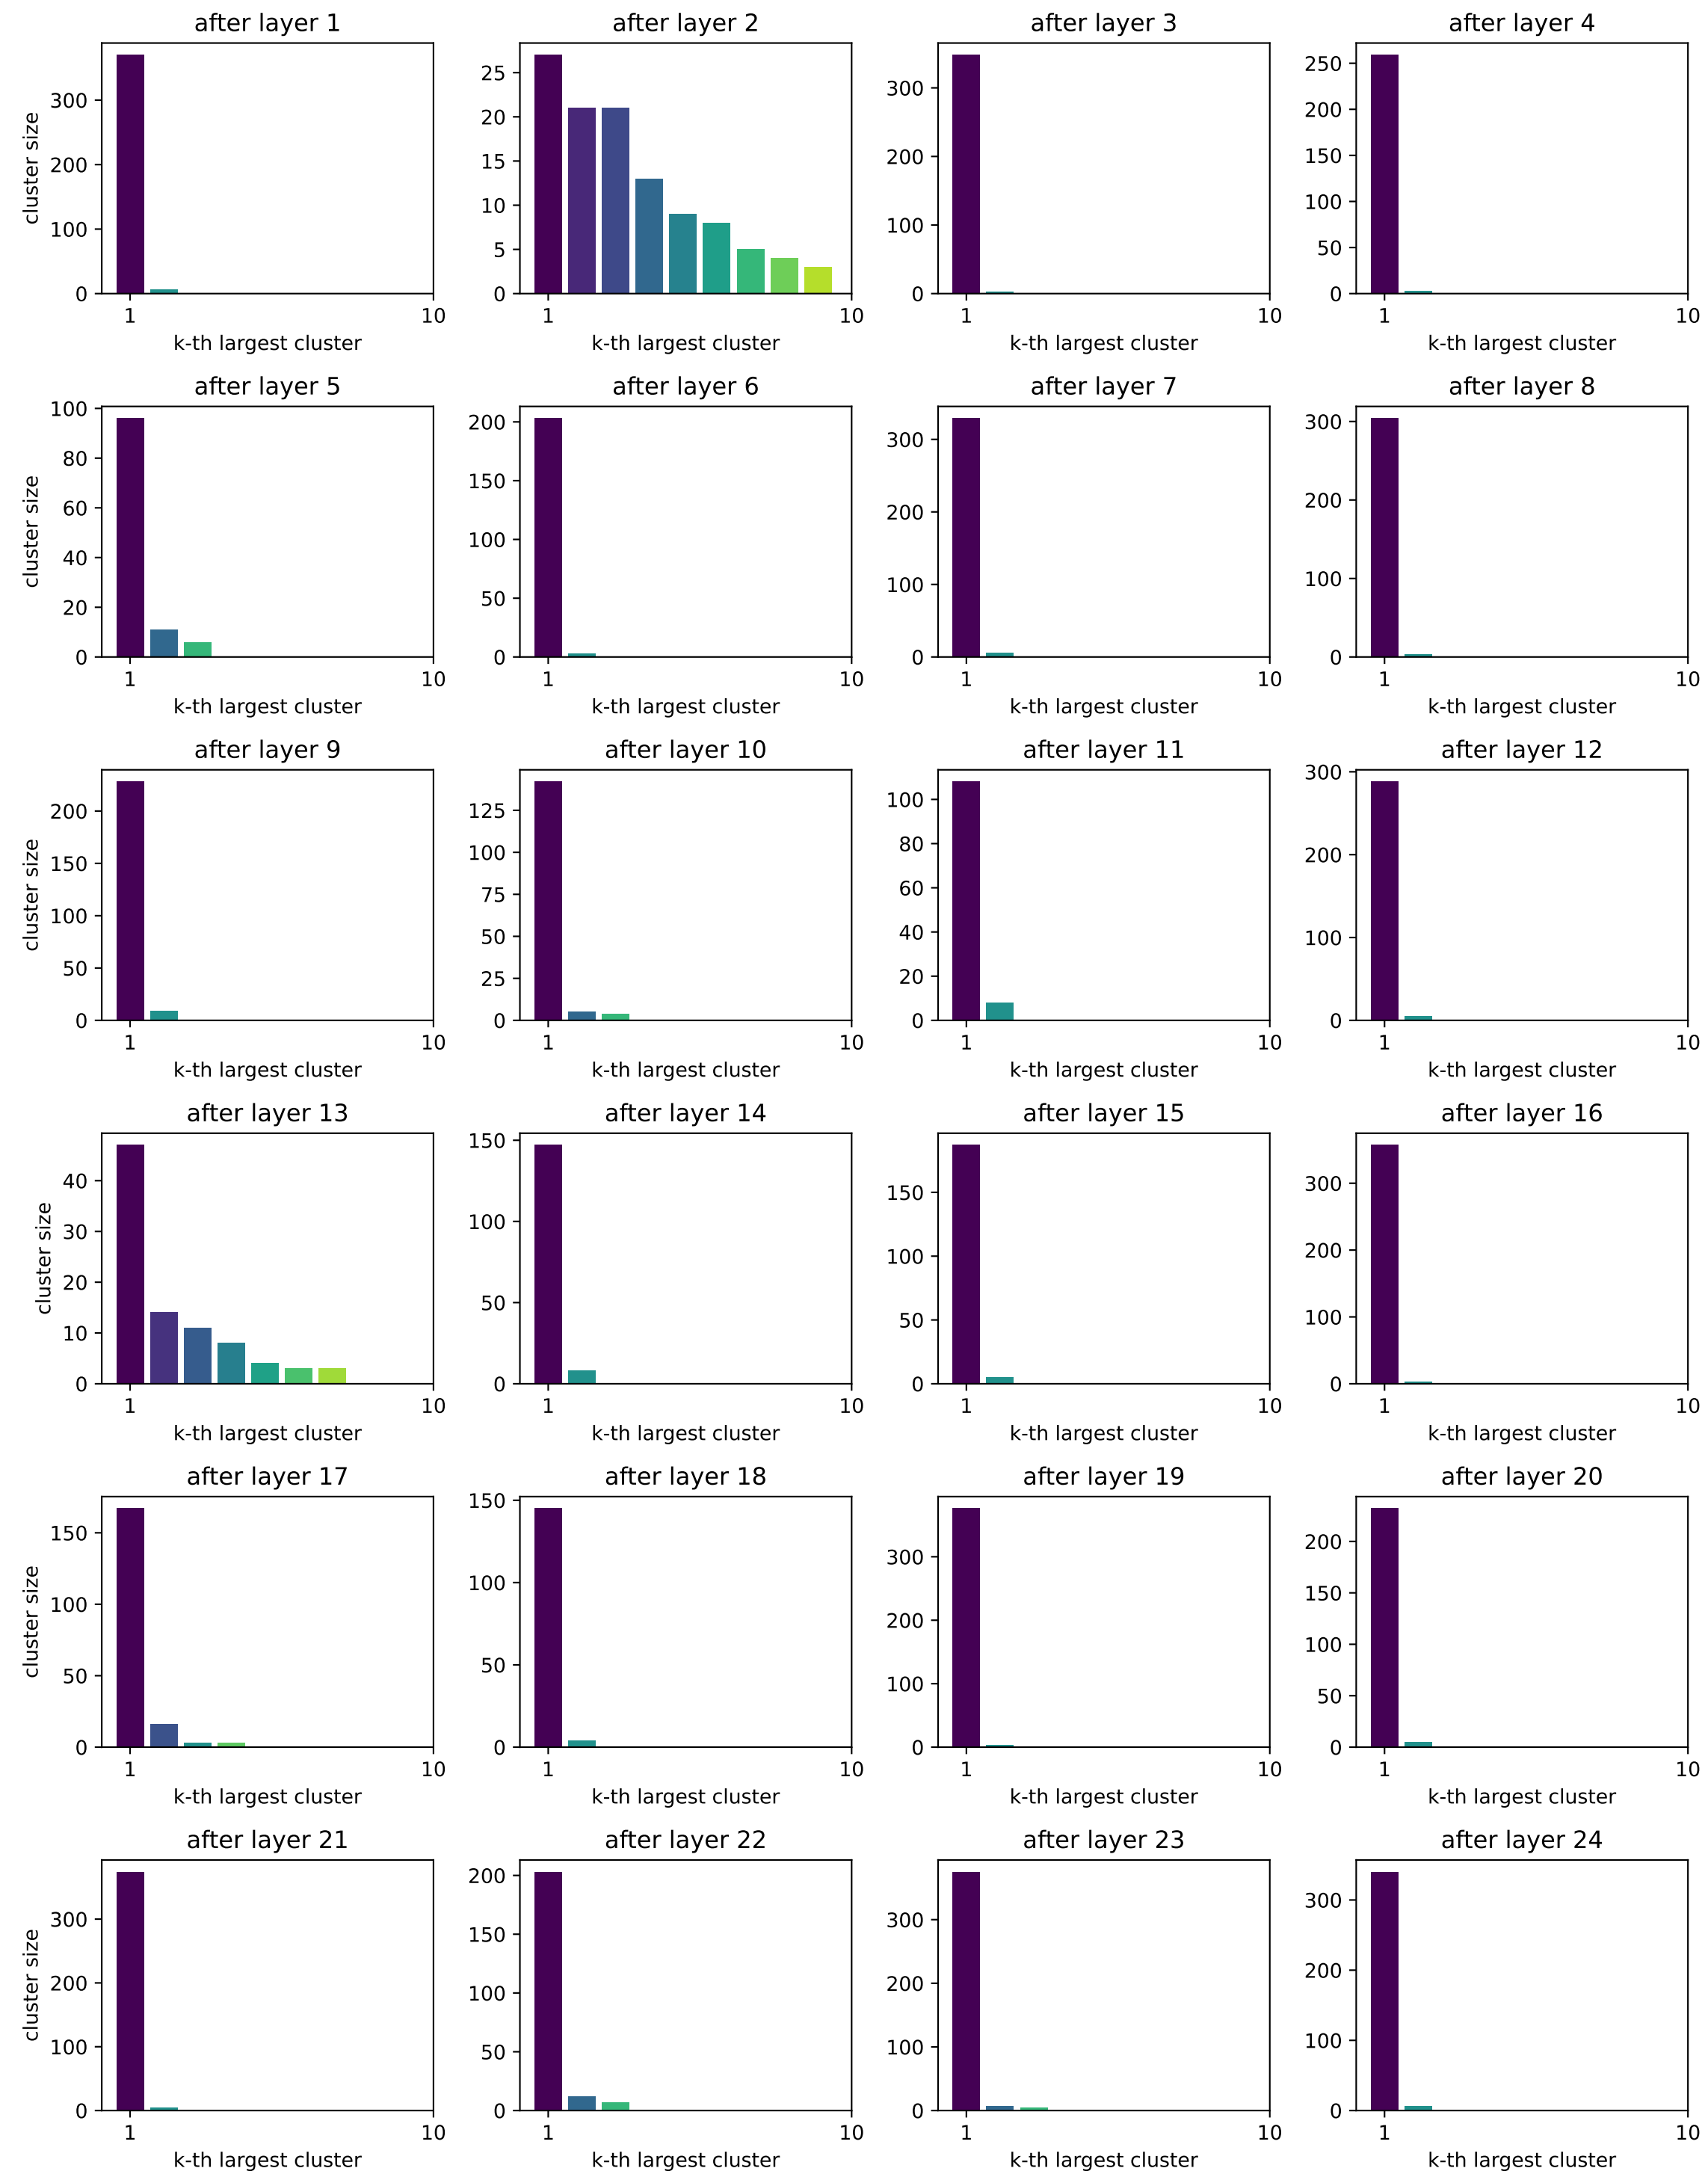 after layer 1
after layer 2
after layer 3
after layer 4
cluster size
300
200
100
0
25
20
15
10
5
0
300
200
100
0
250
200
150
100
50
0
1 10
1 10
1 10
1 10
k-th largest cluster
k-th largest cluster
k-th largest cluster
k-th largest cluster
after layer 5
after layer 6
after layer 7
after layer 8
cluster size
100
80
60
40
20
0
200
150
100
50
0
300
200
100
0
300
200
100
0
1 10
1 10
1 10
1 10
k-th largest cluster
k-th largest cluster
k-th largest cluster
k-th largest cluster
after layer 9
after layer 10
after layer 11
after layer 12
cluster size
200
150
100
50
0
125
100
75
50
25
0
100
80
60
40
20
0
300
200
100
0
1 10
1 10
1 10
1 10
k-th largest cluster
k-th largest cluster
k-th largest cluster
k-th largest cluster
after layer 13
after layer 14
after layer 15
after layer 16
cluster size
40
30
20
10
0
150
100
50
0
150
100
50
0
300
200
100
0
1 10
1 10
1 10
1 10
k-th largest cluster
k-th largest cluster
k-th largest cluster
k-th largest cluster
after layer 17
after layer 18
after layer 19
after layer 20
cluster size
150
100
50
0
150
100
50
0
300
200
100
0
200
150
100
50
0
1 10
1 10
1 10
1 10
k-th largest cluster
k-th largest cluster
k-th largest cluster
k-th largest cluster
after layer 21
after layer 22
after layer 23
after layer 24
cluster size
300
200
100
0
200
150
100
50
0
300
200
100
0
300
200
100
0
1 10
1 10
1 10
1 10
k-th largest cluster
k-th largest cluster
k-th largest cluster
k-th largest cluster